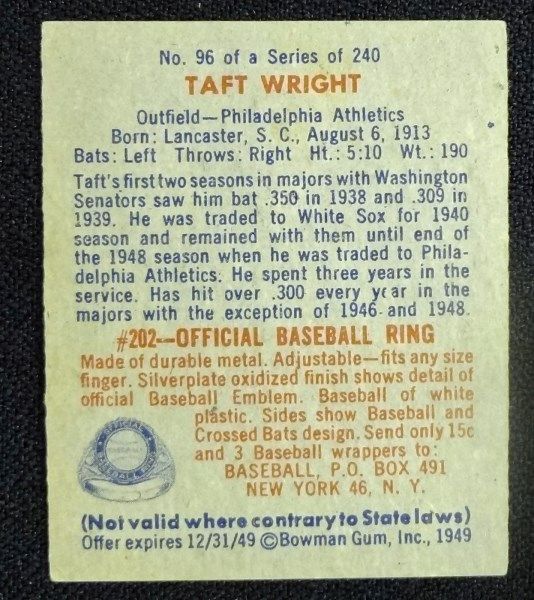 No. 96 of a Series of 240
TAFT WRIGHT
Outfield—Philadelphia Athletics
Born: Lancaster, S. C., August 6, 1913
Bats: Left Throws: Right Ht.: 5:10 Wt.: 190
Taft's first two seasons in majors with Washington
Senators saw him bat .350 in 1938 and .309 in
1939. He was traded to White Sox for 1940
season and remained with them until end of
the 1948 season when he was traded to Phila-
delphia Athletics. He spent three years in the
service. Has hit over .300 every year in the
majors with the exception of 1946 and 1948.
#202—OFFICIAL BASEBALL RING
Made of durable metal. Adjustable—fits any size
finger. Silverplate oxidized finish shows detail of
official Baseball Emblem. Baseball of white
plastic. Sides show Baseball and
Crossed Bats design. Send only 15c
and 3 Baseball wrappers to:
BASEBALL, P.O. BOX 491
NEW YORK 46, N. Y.
OFFICIAL
BASEBALL RING
(Not valid where contrary to State laws)
Offer expires 12/31/49 ©Bowman Gum, Inc., 1949